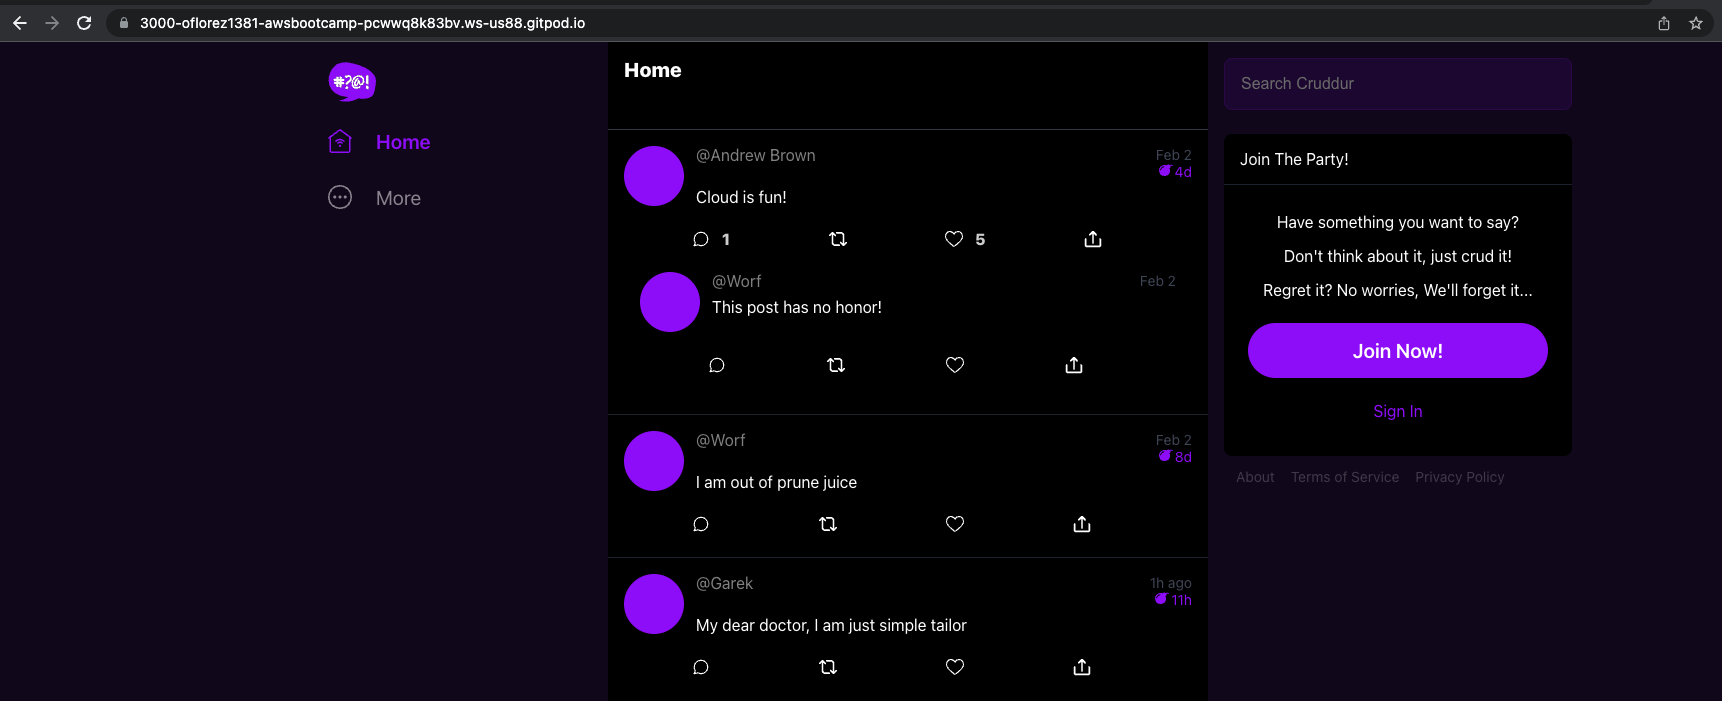 3000-oflorez1381-awsbootcamp-pcwwq8k83bv.ws-us88.gitpod.io
#?@!
Home
More
Home
@Andrew Brown
Feb 2
4d
Cloud is fun!
1
5
@Worf
Feb 2
This post has no honor!
@Worf
Feb 2
8d
I am out of prune juice
@Garek
1h ago
11h
My dear doctor, I am just simple tailor
Search Cruddur
Join The Party!
Have something you want to say?
Don't think about it, just crud it!
Regret it? No worries, We'll forget it...
Join Now!
Sign In
About Terms of Service Privacy Policy